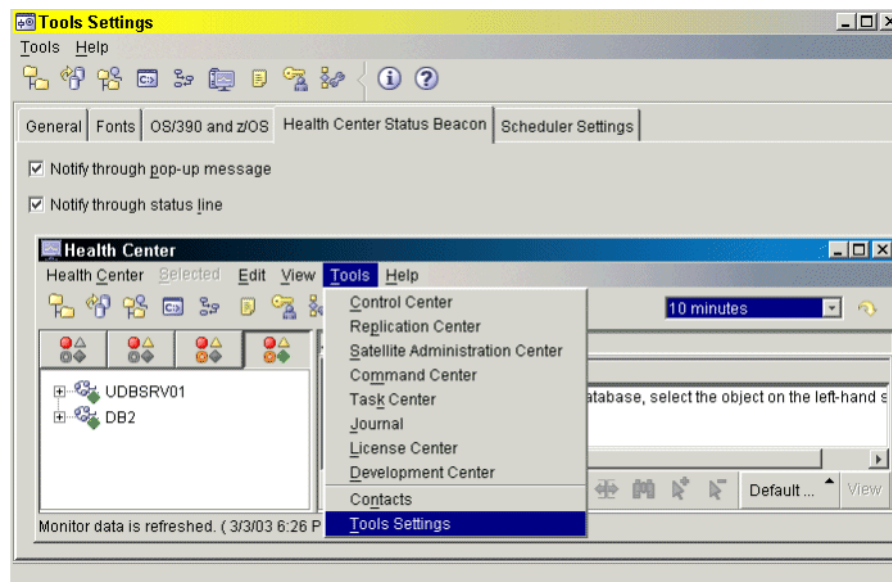 Tools Settings
Tools Help
General Fonts OS/390 and z/OS Health Center Status Beacon Scheduler Settings
Notify through pop-up message
Notify through status line
Health Center
Health Center Selected Edit View Tools Help
10 minutes
Control Center
Replication Center
Satellite Administration Center
Command Center
Task Center
Journal
License Center
Development Center
Contacts
Tools Settings
UDBSRV01
DB2
atabase, select the object on the left-hand s
Default... View
Monitor data is refreshed. ( 3/3/03 6:26 P